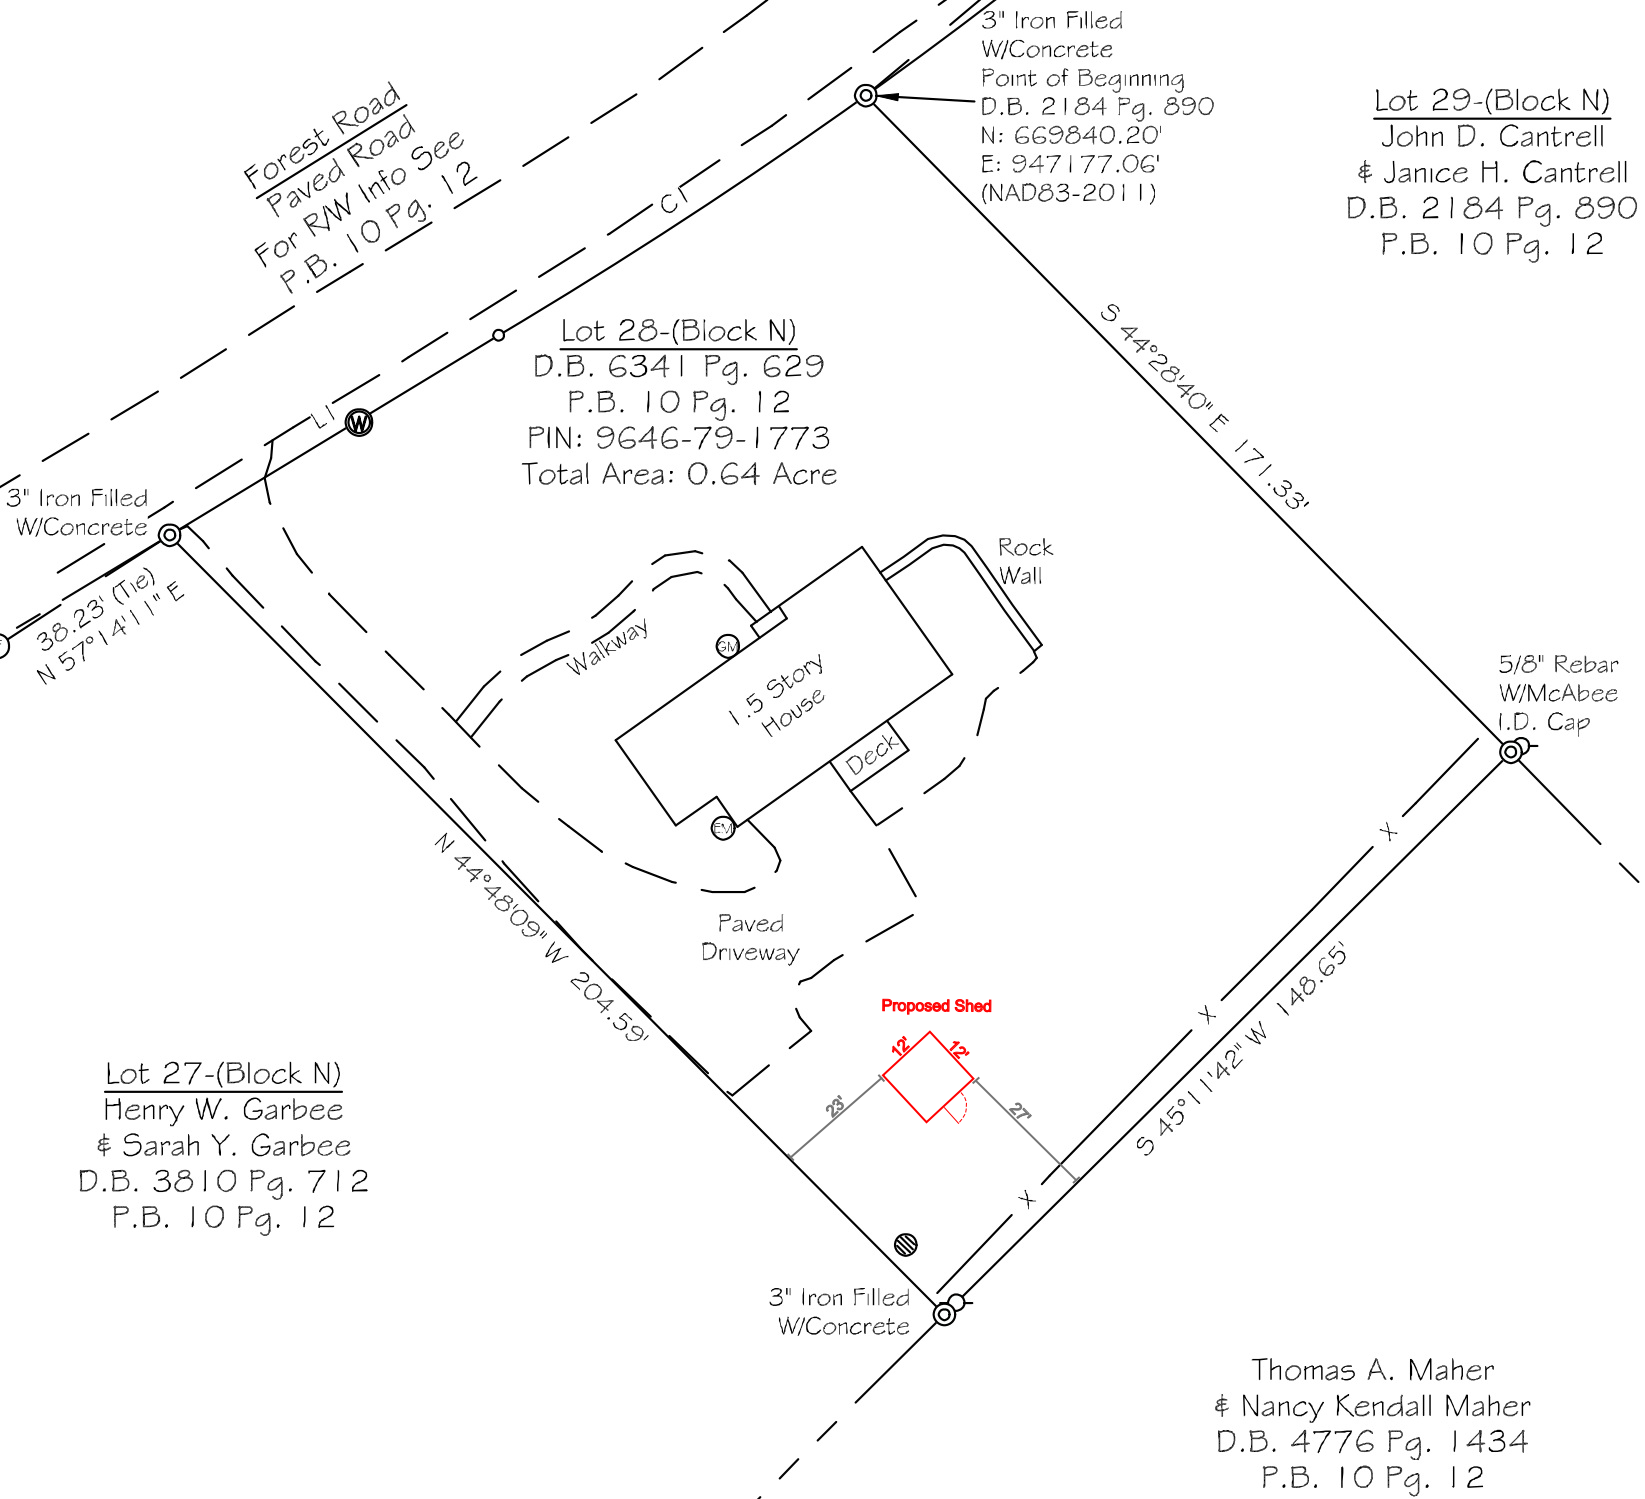 3" Iron Filled
W/Concrete
Point of Beginning
D.B. 2184 Pg. 890
N: 669840.20'
E: 947177.06'
(NAD83-2011)
Lot 29-(Block N)
John D. Cantrell
& Janice H. Cantrell
D.B. 2184 Pg. 890
P.B. 10 Pg. 12
Forest Road
Paved Road
For R/W Info See
P.B. 10 Pg. 12
C1
Lot 28-(Block N)
D.B. 6341 Pg. 629
P.B. 10 Pg. 12
PIN: 9646-79-1773
Total Area: 0.64 Acre
S 44°28'40" E 171.33'
L1
W
3" Iron Filled
W/Concrete
38.23' (Tie)
N 57°14'11" E
Rock
Wall
Walkway
GM
1.5 Story
House
Deck
EM
5/8" Rebar
W/McAbee
I.D. Cap
X
N 44°48'09" W 204.59'
Paved
Driveway
Proposed Shed
12'
12'
23'
27'
X
S 45°11'42" W 148.65'
X
Lot 27-(Block N)
Henry W. Garbee
& Sarah Y. Garbee
D.B. 3810 Pg. 712
P.B. 10 Pg. 12
3" Iron Filled
W/Concrete
Thomas A. Maher
& Nancy Kendall Maher
D.B. 4776 Pg. 1434
P.B. 10 Pg. 12